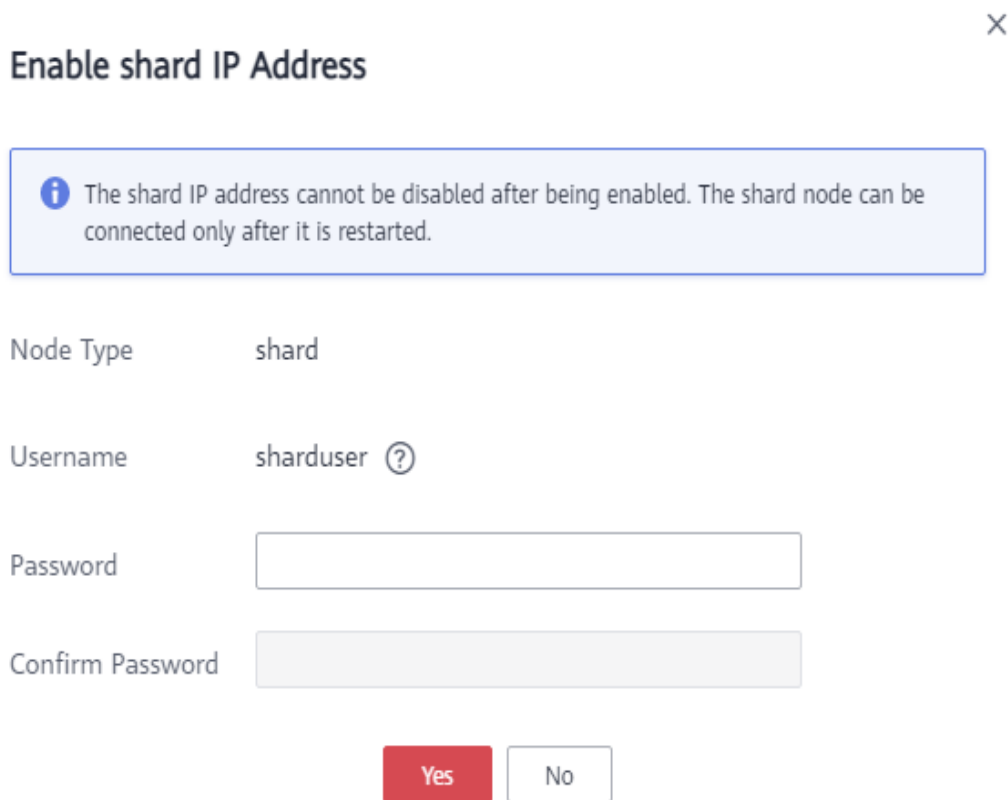 Enable shard IP Address
The shard IP address cannot be disabled after being enabled. The shard node can be
connected only after it is restarted.
Node Type shard
Username sharduser
Password
Confirm Password
Yes No